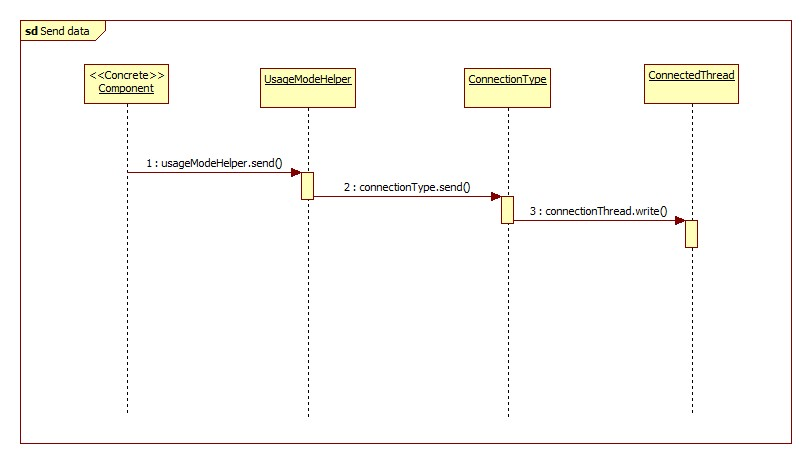 sd Send data
<<Concrete>>
Component
UsageModeHelper
ConnectionType
ConnectedThread
1 : usageModeHelper.send()
2 : connectionType.send()
3 : connectionThread.write()